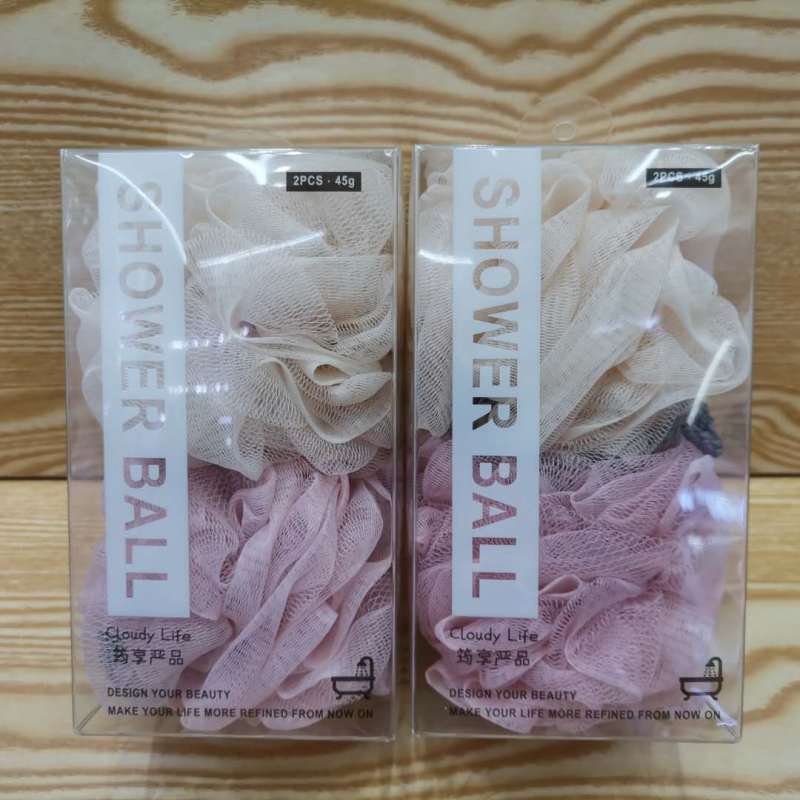 2PCS · 45g
SHOWER BALL
Cloudy Life
筠享严品
DESIGN YOUR BEAUTY
MAKE YOUR LIFE MORE REFINED FROM NOW ON
2PCS · 45g
SHOWER BALL
Cloudy Life
筠享严品
DESIGN YOUR BEAUTY
MAKE YOUR LIFE MORE REFINED FROM NOW ON